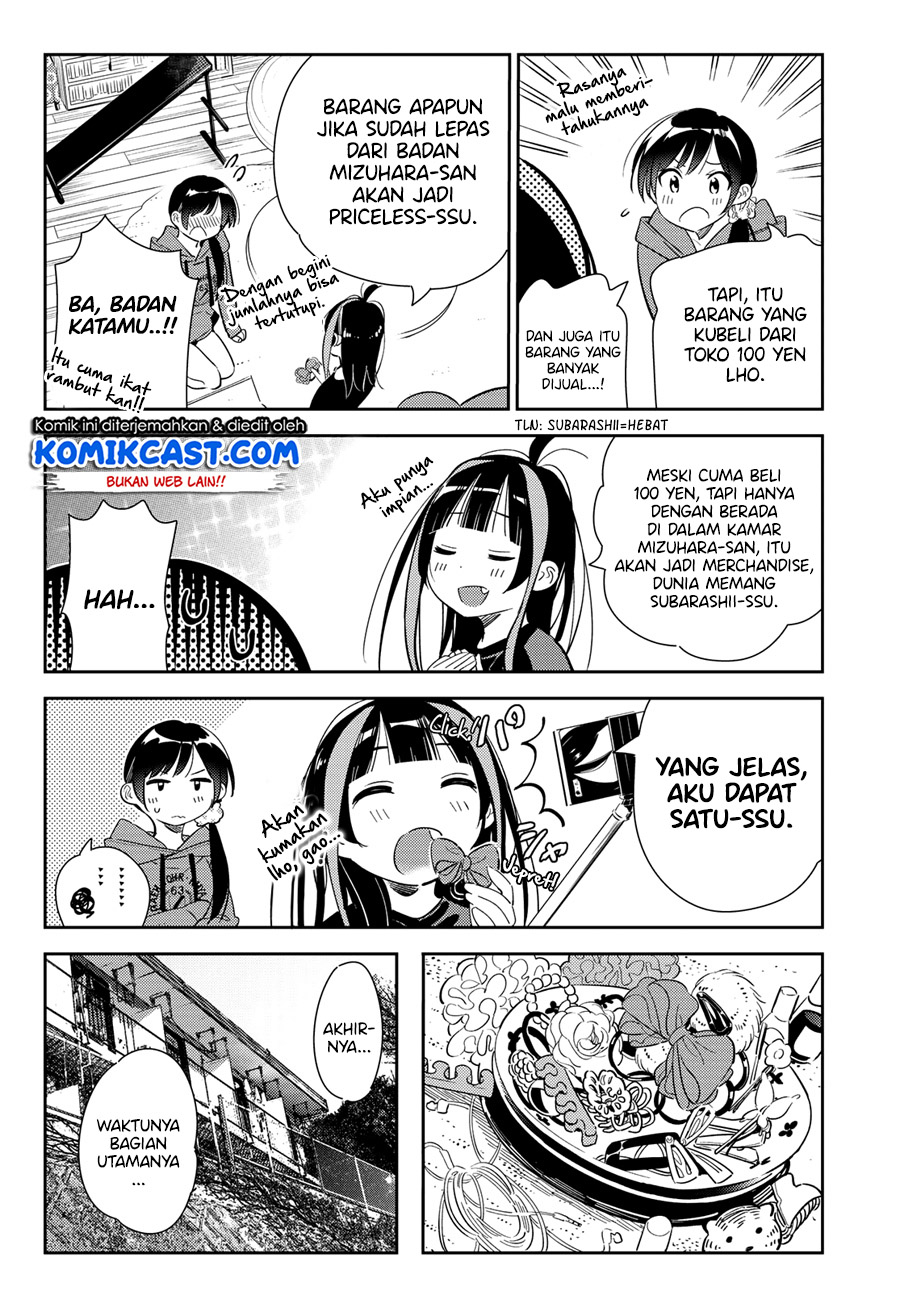 Rasanya
malu memberi-
tahukannya
TAPI, ITU
BARANG YANG
KUBELI DARI
TOKO 100 YEN
LHO.
DAN JUGA ITU
BARANG YANG
BANYAK
DIJUAL...!
BARANG APAPUN
JIKA SUDAH LEPAS
DARI BADAN
MIZUHARA-SAN
AKAN JADI
PRICELESS-SSU.
Dengan begini
jumlahnya bisa
tertutupi.
BA, BADAN
KATAMU..!!
Itu cuma ikat
rambut kan!!
TLN: SUBARASHII=HEBAT
Komik ini diterjemahkan & diedit oleh
KOMIKCAST.COM
BUKAN WEB LAIN!!
MESKI CUMA BELI
100 YEN, TAPI HANYA
DENGAN BERADA
DI DALAM KAMAR
MIZUHARA-SAN, ITU
AKAN JADI MERCHANDISE,
DUNIA MEMANG
SUBARASHII-SSU.
Aku punya
impian...
HAH...
YANG JELAS,
AKU DAPAT
SATU-SSU.
Click!!
Jepret!
Akan
kumakan
lho, gao...
AKHIR-
NYA...
WAKTUNYA
BAGIAN
UTAMANYA
...